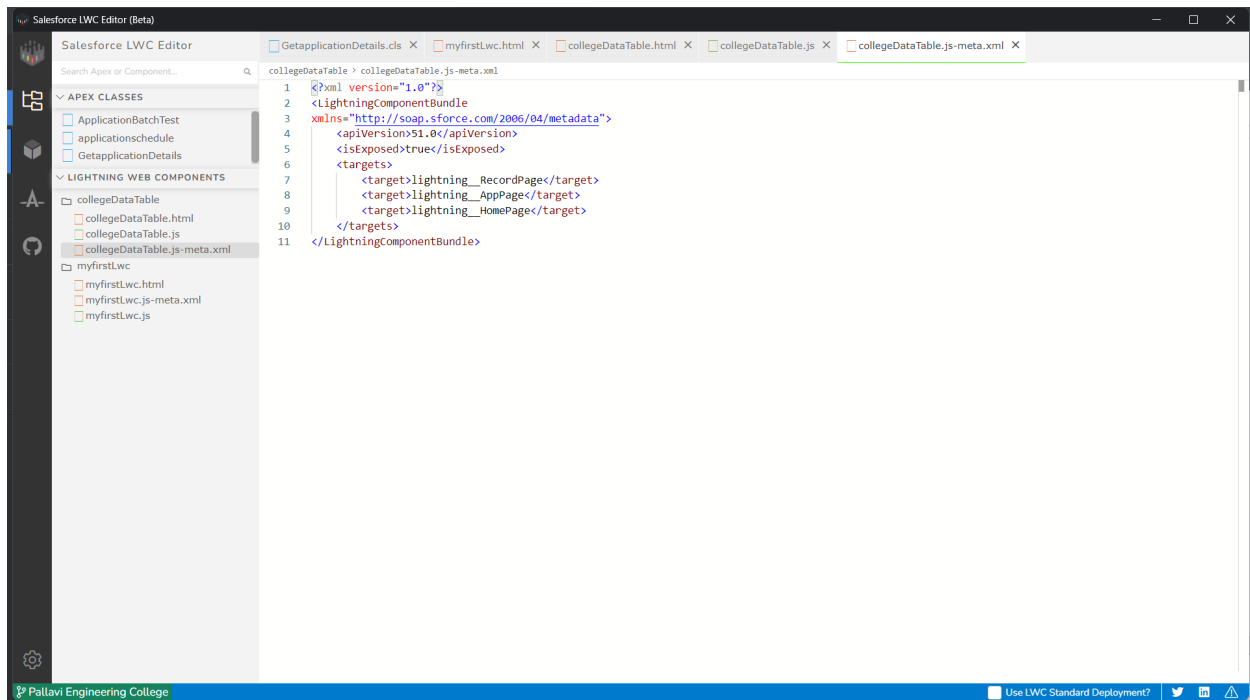 Salesforce LWC Editor (Beta)
Salesforce LWC Editor
Search Apex or Component...
APEX CLASSES
ApplicationBatchTest
applicationschedule
GetapplicationDetails
LIGHTNING WEB COMPONENTS
collegeDataTable
collegeDataTable.html
collegeDataTable.js
collegeDataTable.js-meta.xml
myfirstLwc
myfirstLwc.html
myfirstLwc.js-meta.xml
myfirstLwc.js
GetapplicationDetails.cls myfirstLwc.html collegeDataTable.html collegeDataTable.js collegeDataTable.js-meta.xml
collegeDataTable > collegeDataTable.js-meta.xml
1 <?xml version="1.0"?>
2 <LightningComponentBundle
3 xmlns="http://soap.sforce.com/2006/04/metadata">
4 <apiVersion>51.0</apiVersion>
5 <isExposed>true</isExposed>
6 <targets>
7 <target>lightning__RecordPage</target>
8 <target>lightning__AppPage</target>
9 <target>lightning__HomePage</target>
10 </targets>
11 </LightningComponentBundle>
Pallavi Engineering College
Use LWC Standard Deployment?